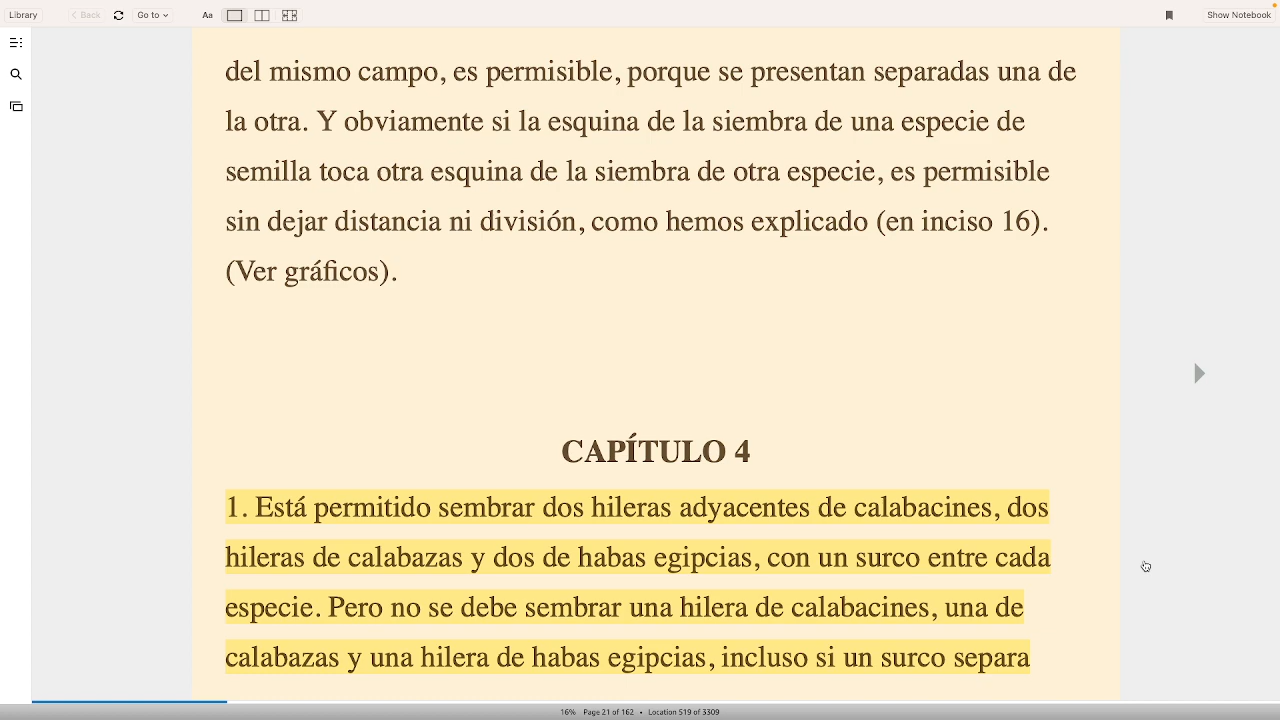 Library
Back
Go to
Aa
Show Notebook
del mismo campo, es permisible, porque se presentan separadas una de
la otra. Y obviamente si la esquina de la siembra de una especie de
semilla toca otra esquina de la siembra de otra especie, es permisible
sin dejar distancia ni división, como hemos explicado (en inciso 16).
(Ver gráficos).
CAPÍTULO 4
1. Está permitido sembrar dos hileras adyacentes de calabacines, dos
hileras de calabazas y dos de habas egipcias, con un surco entre cada
especie. Pero no se debe sembrar una hilera de calabacines, una de
calabazas y una hilera de habas egipcias, incluso si un surco separa
16% Page 21 of 162 • Location 519 of 3309